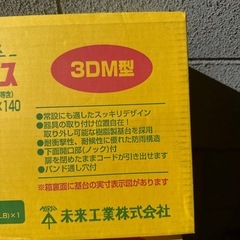 ス
3DM型
等含)
×140
●常設にも適したスッキリデザイン
●器具の取り付け位置自在!
取り外し可能な樹脂製基台を採用
●耐衝撃性、耐候性に優れた防雨構造
●下面開口部(ノック)付
扉を閉めたままコードが引き出せます
●バンド通し穴付
※箱裏面に基台の実寸表示図があります
LB)×1
未来工業株式会社